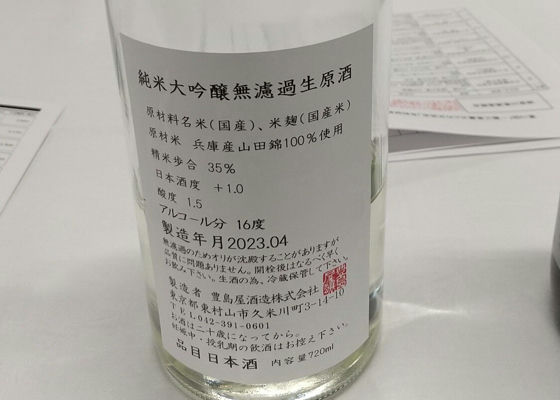 純米大吟醸無濾過生原酒
原材料名米(国産)、米麹(国産米)
原材米 兵庫産山田錦100%使用
精米歩合 35%
日本酒度 +1.0
酸度 1.5
アルコール分 16度
製造年月2023.04
無濾過のためオリが沈殿することがありますが
品質に問題ありません。開栓後はなるべく早く
お飲み下さい。生酒の為、冷蔵保管して下さい。
製造者 豊島屋酒造株式会社
東京都東村山市久米川町3-14-10
TEL042-391-0601
お酒は二十歳になってから。
妊娠中・授乳期の飲酒はお控え下さい。
品目日本酒 内容量720ml